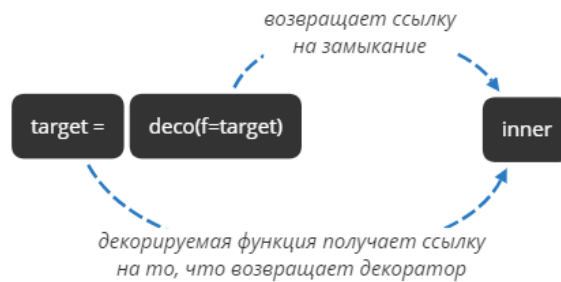 возвращает ссылку
на замыкание
target =
deco(f=target)
inner
декорируемая функция получает ссылку
на то, что возвращает декоратор